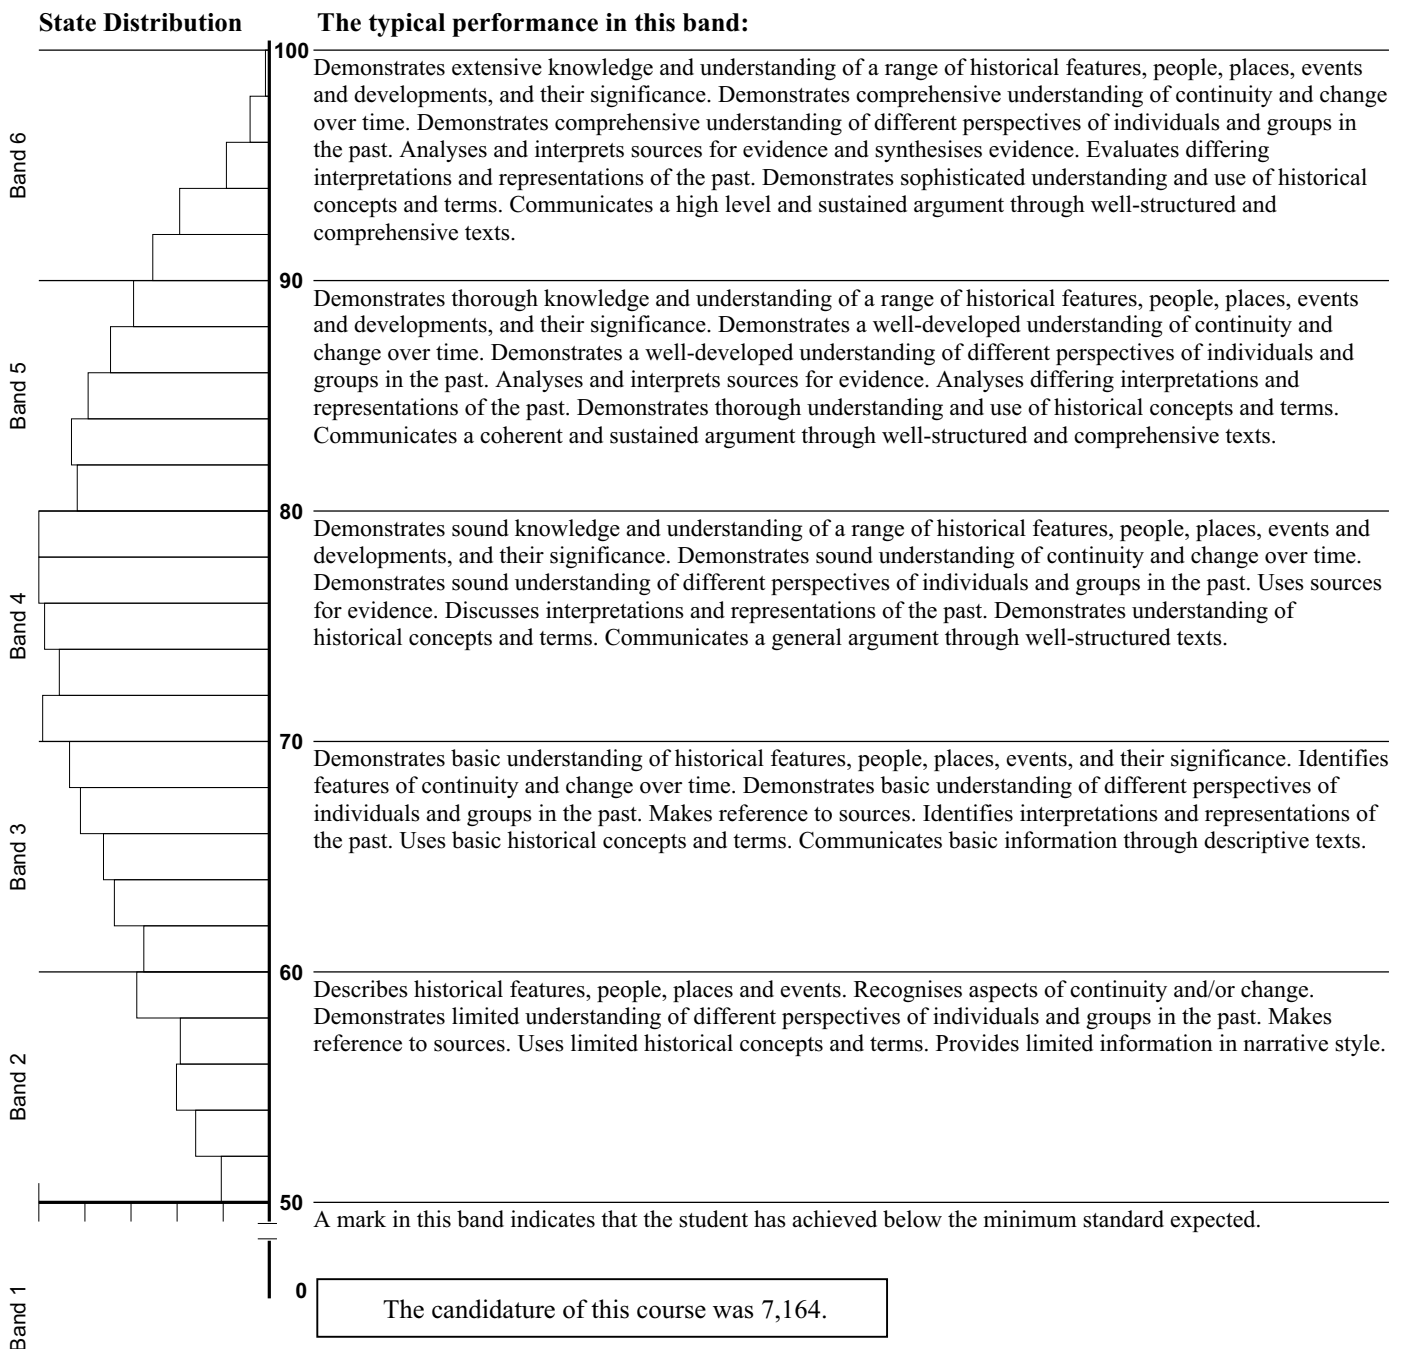 State Distribution
The typical performance in this band:
100
Demonstrates extensive knowledge and understanding of a range of historical features, people, places, events
and developments, and their significance. Demonstrates comprehensive understanding of continuity and change
over time. Demonstrates comprehensive understanding of different perspectives of individuals and groups in
the past. Analyses and interprets sources for evidence and synthesises evidence. Evaluates differing
interpretations and representations of the past. Demonstrates sophisticated understanding and use of historical
concepts and terms. Communicates a high level and sustained argument through well-structured and
comprehensive texts.
Band 6
90
Demonstrates thorough knowledge and understanding of a range of historical features, people, places, events
and developments, and their significance. Demonstrates a well-developed understanding of continuity and
change over time. Demonstrates a well-developed understanding of different perspectives of individuals and
groups in the past. Analyses and interprets sources for evidence. Analyses differing interpretations and
representations of the past. Demonstrates thorough understanding and use of historical concepts and terms.
Communicates a coherent and sustained argument through well-structured and comprehensive texts.
Band 5
80
Demonstrates sound knowledge and understanding of a range of historical features, people, places, events and
developments, and their significance. Demonstrates sound understanding of continuity and change over time.
Demonstrates sound understanding of different perspectives of individuals and groups in the past. Uses sources
for evidence. Discusses interpretations and representations of the past. Demonstrates understanding of
historical concepts and terms. Communicates a general argument through well-structured texts.
Band 4
70
Demonstrates basic understanding of historical features, people, places, events, and their significance. Identifies
features of continuity and change over time. Demonstrates basic understanding of different perspectives of
individuals and groups in the past. Makes reference to sources. Identifies interpretations and representations of
the past. Uses basic historical concepts and terms. Communicates basic information through descriptive texts.
Band 3
60
Describes historical features, people, places and events. Recognises aspects of continuity and/or change.
Demonstrates limited understanding of different perspectives of individuals and groups in the past. Makes
reference to sources. Uses limited historical concepts and terms. Provides limited information in narrative style.
Band 2
50
A mark in this band indicates that the student has achieved below the minimum standard expected.
0
Band 1
The candidature of this course was 7,164.